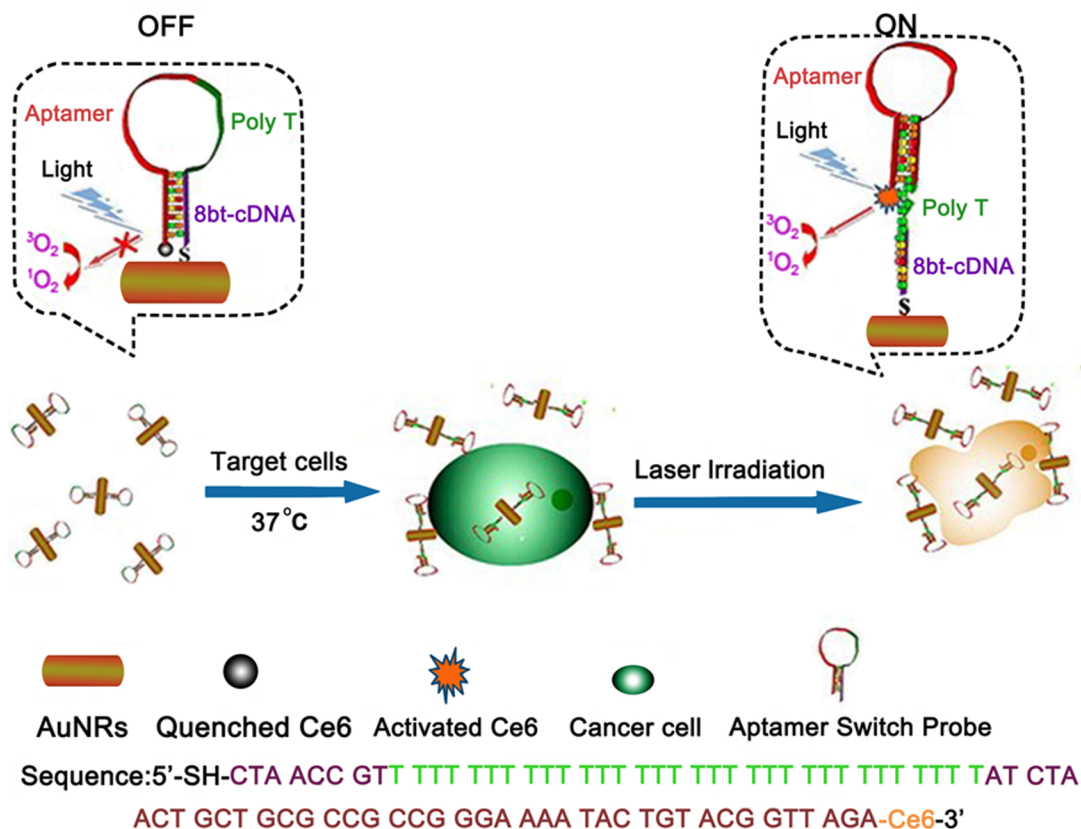 OFF
ON
Aptamer
Poly T
Light
8bt-cDNA
³O₂
¹O₂
S
Aptamer
Light
Poly T
³O₂
¹O₂
8bt-cDNA
S
Target cells
37 °C
Laser Irradiation
AuNRs
Quenched Ce6
Activated Ce6
Cancer cell
Aptamer Switch Probe
Sequence:5'-SH-CTA ACC GTT TTT TTT TTT TTT TTT TTT TTT TTT TTT TTT TAT CTA
ACT GCT GCG CCG CCG GGA AAA TAC TGT ACG GTT AGA-Ce6-3'